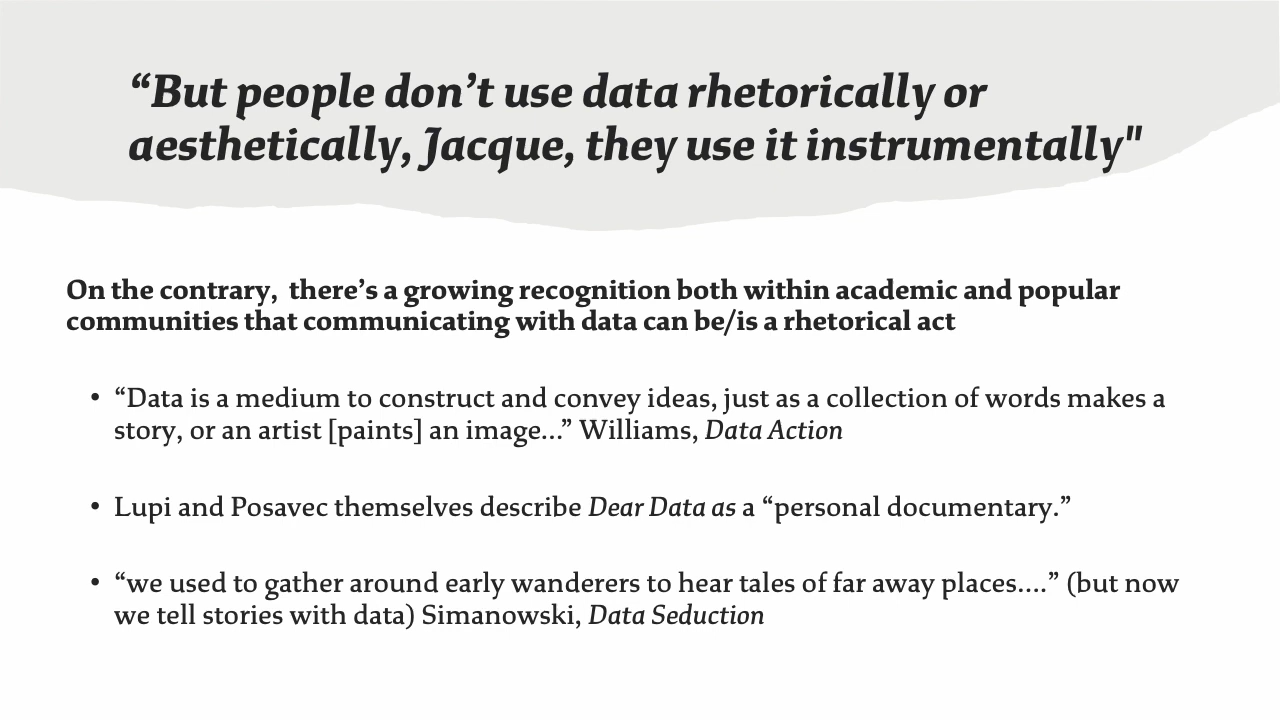 “But people don’t use data rhetorically or
aesthetically, Jacque, they use it instrumentally"
On the contrary,  there’s a growing recognition both within academic and popular
communities that communicating with data can be/is a rhetorical act
• “Data is a medium to construct and convey ideas, just as a collection of words makes a
story, or an artist [paints] an image…” Williams, Data Action
• Lupi and Posavec themselves describe Dear Data as a “personal documentary.”
• “we used to gather around early wanderers to hear tales of far away places….” (but now
we tell stories with data) Simanowski, Data Seduction